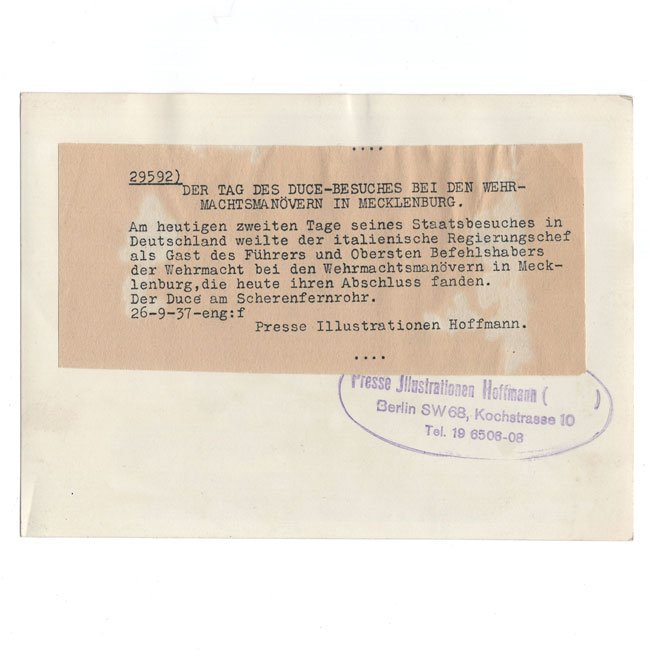 ....
29592)
DER TAG DES DUCE-BESUCHES BEI DEN WEHR-
MACHTSMANÖVERN IN MECKLENBURG.
Am heutigen zweiten Tage seines Staatsbesuches in
Deutschland weilte der italienische Regierungschef
als Gast des Führers und Obersten Befehlshabers
der Wehrmacht bei den Wehrmachtsmanövern in Meck-
lenburg,die heute ihren Abschluss fanden.
Der Duce am Scherenfernrohr.
26-9-37-eng:f
Presse Illustrationen Hoffmann.
....
Presse Jllustrationen Hoffmann ( )
Berlin SW 68, Kochstrasse 10
Tel. 19 6506-08